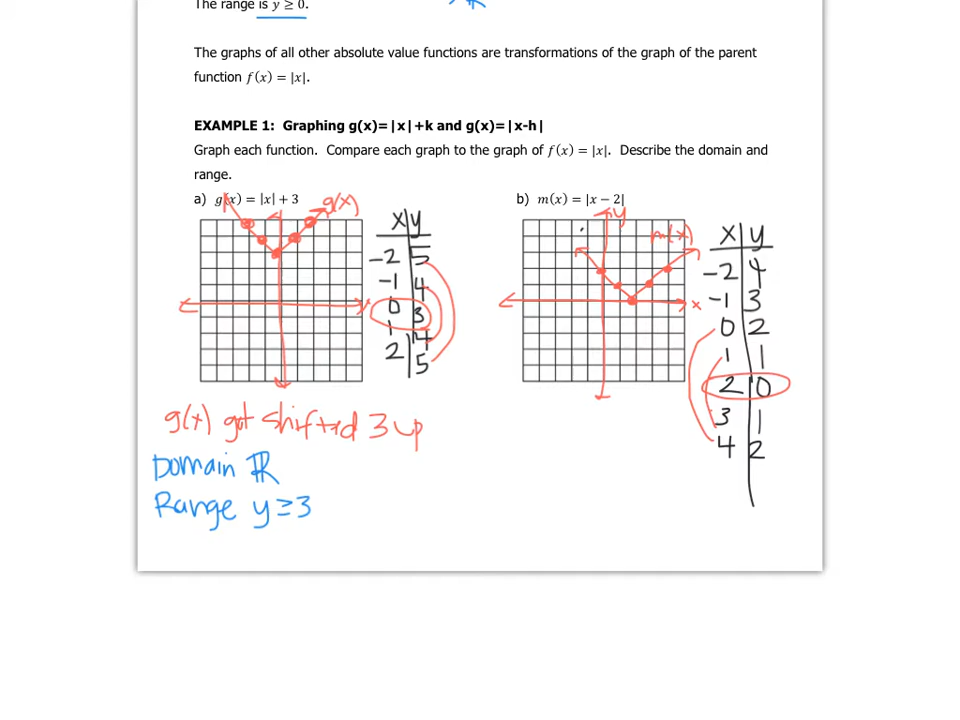 The range is y ≥ 0.
The graphs of all other absolute value functions are transformations of the graph of the parent
function f(x) = |x|.
EXAMPLE 1: Graphing g(x)=|x|+k and g(x)=|x-h|
Graph each function. Compare each graph to the graph of f(x) = |x|. Describe the domain and
range.
a) g(x) = |x| + 3
g(x)
x
x|y
-2|5
-1|4
0|3
1|4
2|5
g(x) got shifted 3 up
Domain ℝ
Range y≥3
b) m(x) = |x − 2|
y
m(x)
x
x|y
-2|4
-1|3
0|2
1|1
2|0
3|1
4|2